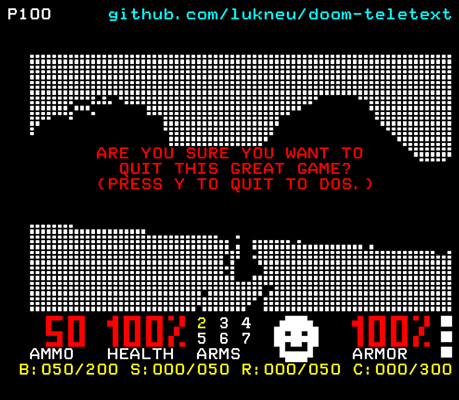 P100 github.com/lukneu/doom-teletext
ARE YOU SURE YOU WANT TO
QUIT THIS GREAT GAME?
(PRESS Y TO QUIT TO DOS.)
50 100% 2 3 4 100%
5 6 7
AMMO HEALTH ARMS ARMOR
B:050/200 S:000/050 R:000/050 C:000/300